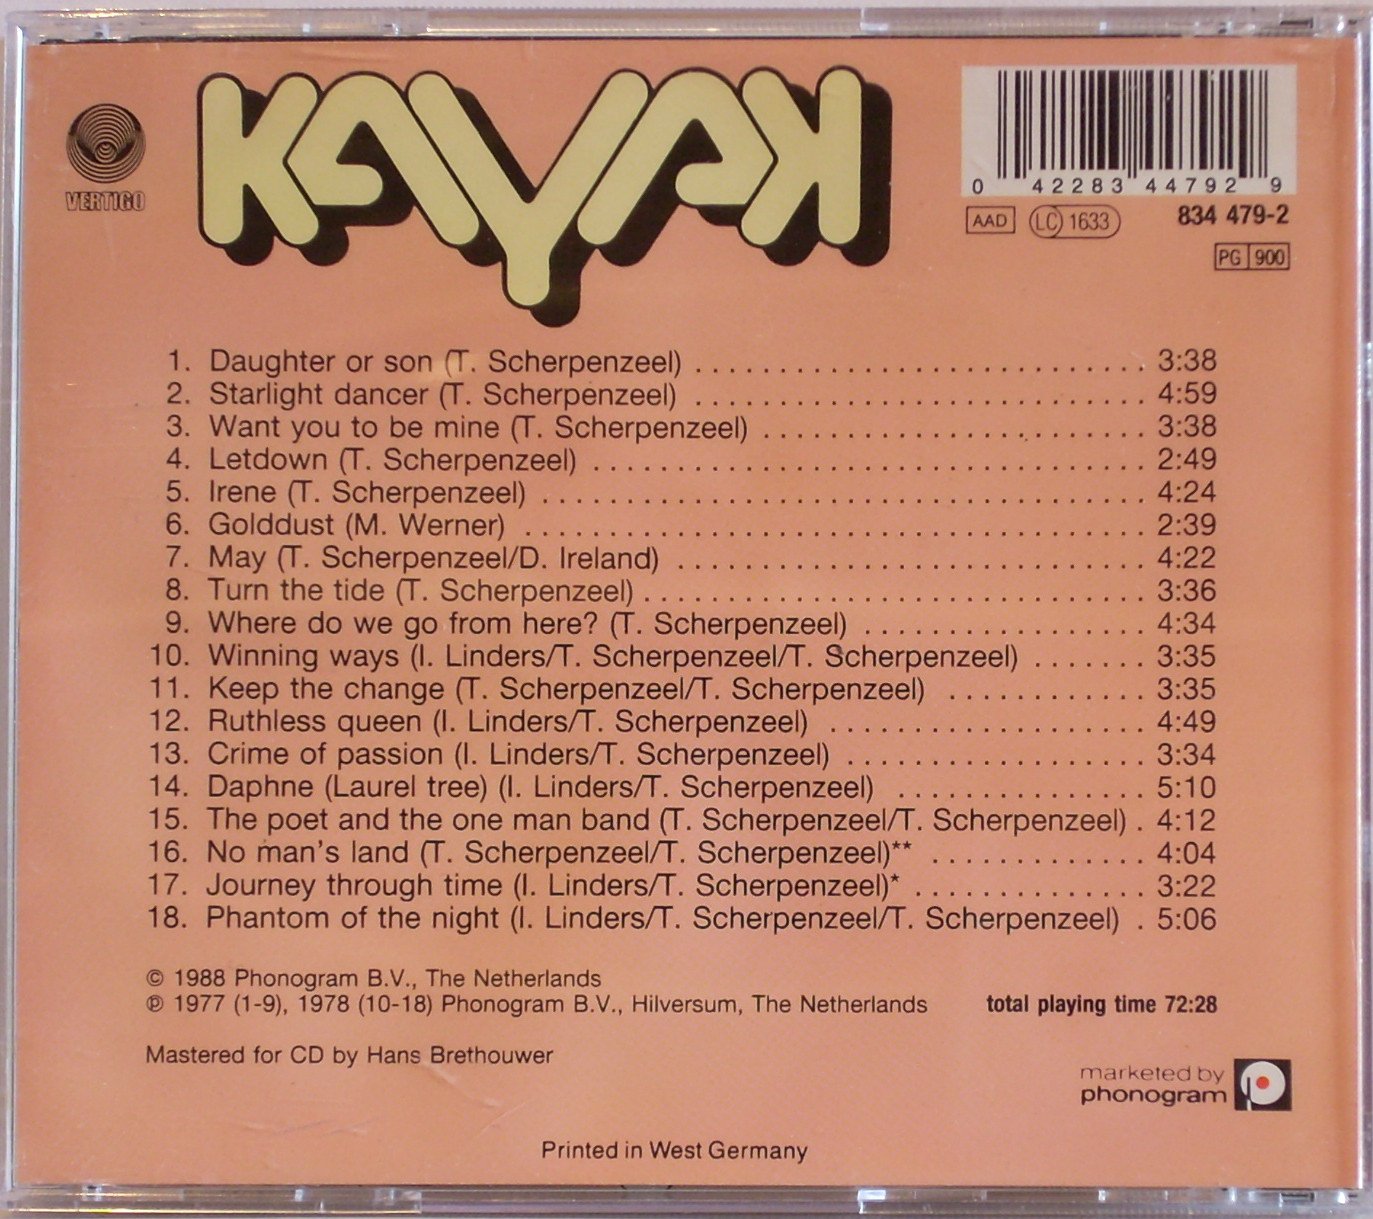 KAYAK
VERTIGO
0 42283 44792 9
AAD LC 1633 834 479-2
PG 900
1. Daughter or son (T. Scherpenzeel) . . . . . . . . . . . . . . . . . . . . . . . . . . . 3:38
2. Starlight dancer (T. Scherpenzeel) . . . . . . . . . . . . . . . . . . . . . . . . . . . 4:59
3. Want you to be mine (T. Scherpenzeel) . . . . . . . . . . . . . . . . . . . . . . . 3:38
4. Letdown (T. Scherpenzeel) . . . . . . . . . . . . . . . . . . . . . . . . . . . . . . . . . 2:49
5. Irene (T. Scherpenzeel) . . . . . . . . . . . . . . . . . . . . . . . . . . . . . . . . . . . . 4:24
6. Golddust (M. Werner) . . . . . . . . . . . . . . . . . . . . . . . . . . . . . . . . . . . . . 2:39
7. May (T. Scherpenzeel/D. Ireland) . . . . . . . . . . . . . . . . . . . . . . . . . . . . 4:22
8. Turn the tide (T. Scherpenzeel) . . . . . . . . . . . . . . . . . . . . . . . . . . . . . . 3:36
9. Where do we go from here? (T. Scherpenzeel) . . . . . . . . . . . . . . . . . 4:34
10. Winning ways (I. Linders/T. Scherpenzeel/T. Scherpenzeel) . . . . . . . 3:35
11. Keep the change (T. Scherpenzeel/T. Scherpenzeel) . . . . . . . . . . . . 3:35
12. Ruthless queen (I. Linders/T. Scherpenzeel) . . . . . . . . . . . . . . . . . . . 4:49
13. Crime of passion (I. Linders/T. Scherpenzeel) . . . . . . . . . . . . . . . . . . 3:34
14. Daphne (Laurel tree) (I. Linders/T. Scherpenzeel) . . . . . . . . . . . . . . . 5:10
15. The poet and the one man band (T. Scherpenzeel/T. Scherpenzeel) . 4:12
16. No man's land (T. Scherpenzeel/T. Scherpenzeel)** . . . . . . . . . . . . . 4:04
17. Journey through time (I. Linders/T. Scherpenzeel)* . . . . . . . . . . . . . . 3:22
18. Phantom of the night (I. Linders/T. Scherpenzeel/T. Scherpenzeel) . 5:06
© 1988 Phonogram B.V., The Netherlands
℗ 1977 (1-9), 1978 (10-18) Phonogram B.V., Hilversum, The Netherlands total playing time 72:28
Mastered for CD by Hans Brethouwer
marketed by
phonogram
Printed in West Germany